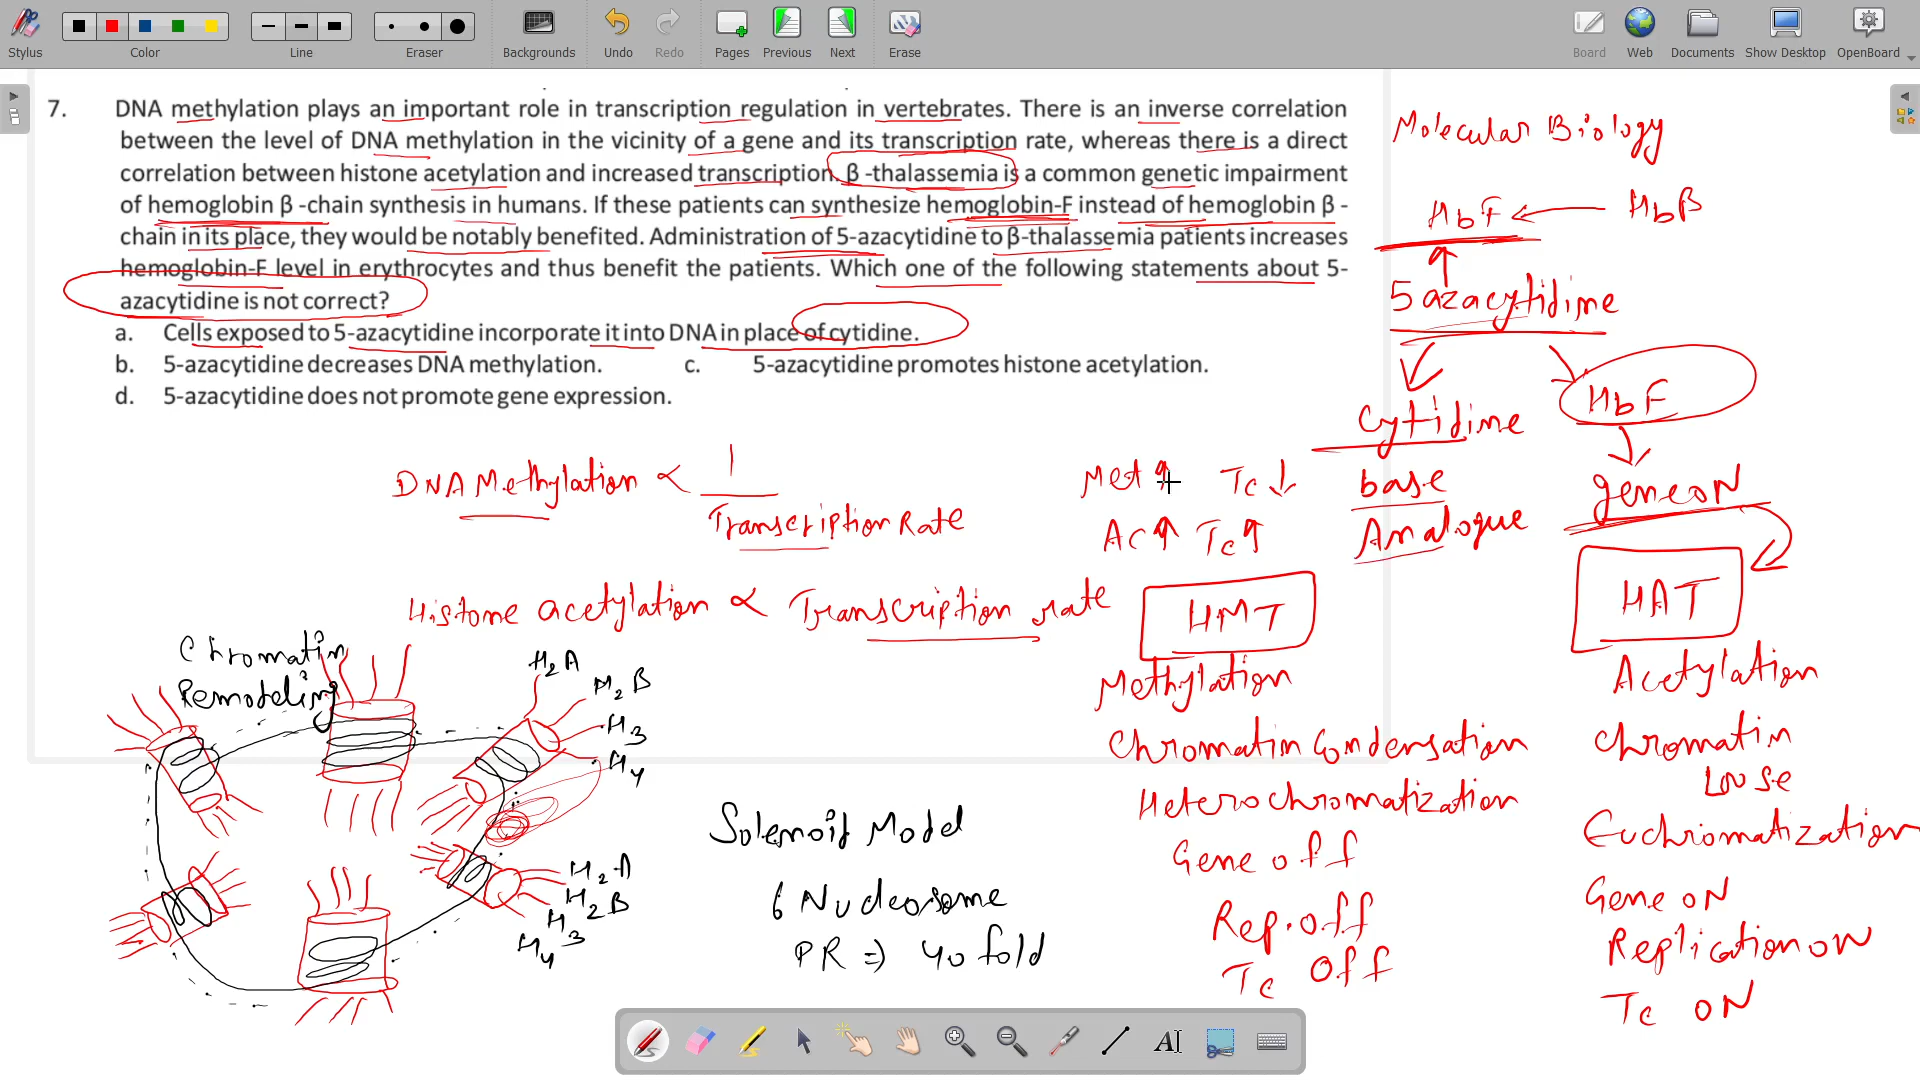 Stylus
Color
Line
Eraser
Backgrounds
Undo
Redo
Pages
Previous
Next
Erase
Board
Web
Documents
Show Desktop
OpenBoard
7. DNA methylation plays an important role in transcription regulation in vertebrates. There is an inverse correlation
between the level of DNA methylation in the vicinity of a gene and its transcription rate, whereas there is a direct
correlation between histone acetylation and increased transcription. β -thalassemia is a common genetic impairment
of hemoglobin β -chain synthesis in humans. If these patients can synthesize hemoglobin-F instead of hemoglobin β -
chain in its place, they would be notably benefited. Administration of 5-azacytidine to β-thalassemia patients increases
hemoglobin-F level in erythrocytes and thus benefit the patients. Which one of the following statements about 5-
azacytidine is not correct?
a. Cells exposed to 5-azacytidine incorporate it into DNA in place of cytidine.
b. 5-azacytidine decreases DNA methylation. c. 5-azacytidine promotes histone acetylation.
d. 5-azacytidine does not promote gene expression.
Molecular Biology
HbF ← HbB
5 azacytidine
Cytidine
base
Analogue
HbF
gene ON
HAT
Acetylation
Chromatin
Loose
Euchromatization
Gene ON
Replication ON
Tc ON
DNA Methylation ∝ 1
Transcription Rate
Met ↑ Tc ↓
Ac ↑ Tc ↑
Histone acetylation ∝ Transcription rate
HMT
Methylation
Chromatin Condensation
Heterochromatization
Gene off
Rep. off
Tc Off
Chromatin
Remodeling
H2A
H2B
H3
H4
H2A
H2B
H3
H4
Solenoid Model
6 Nucleosome
PR => 40 fold